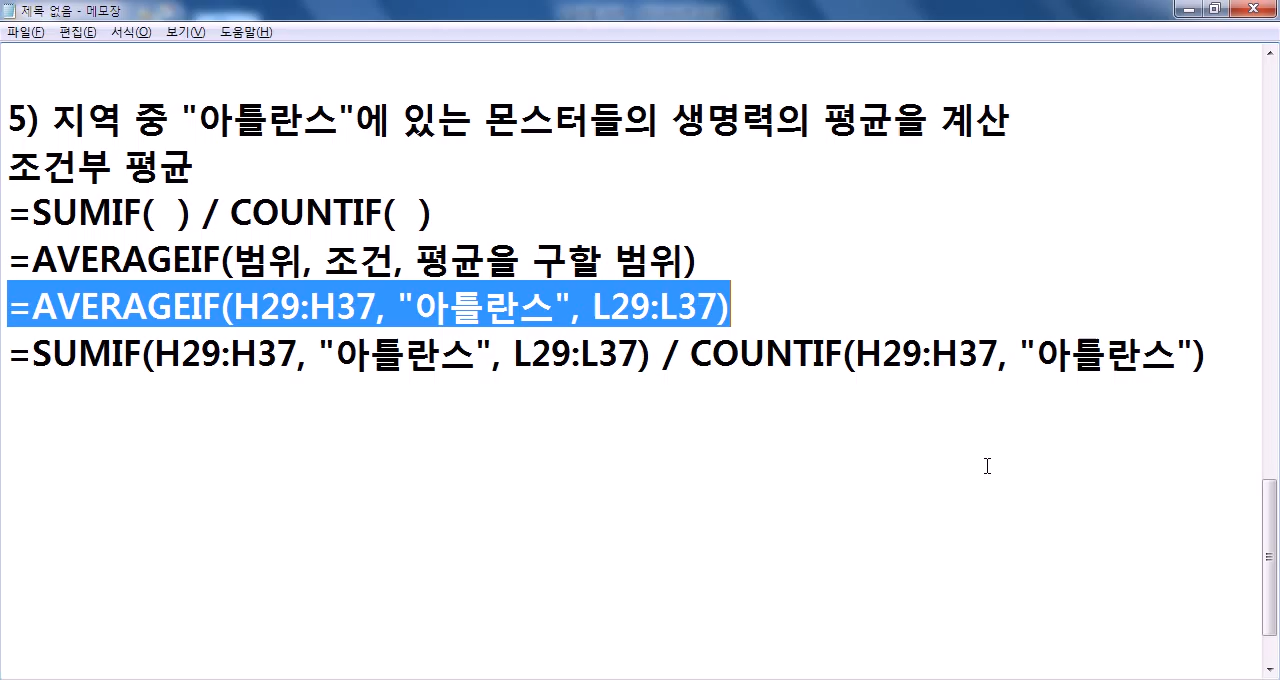 제목 없음 - 메모장
파일(F) 편집(E) 서식(O) 보기(V) 도움말(H)
5) 지역 중 "아틀란스"에 있는 몬스터들의 생명력의 평균을 계산
조건부 평균
=SUMIF(  ) / COUNTIF(  )
=AVERAGEIF(범위, 조건, 평균을 구할 범위)
=AVERAGEIF(H29:H37, "아틀란스", L29:L37)
=SUMIF(H29:H37, "아틀란스", L29:L37) / COUNTIF(H29:H37, "아틀란스")